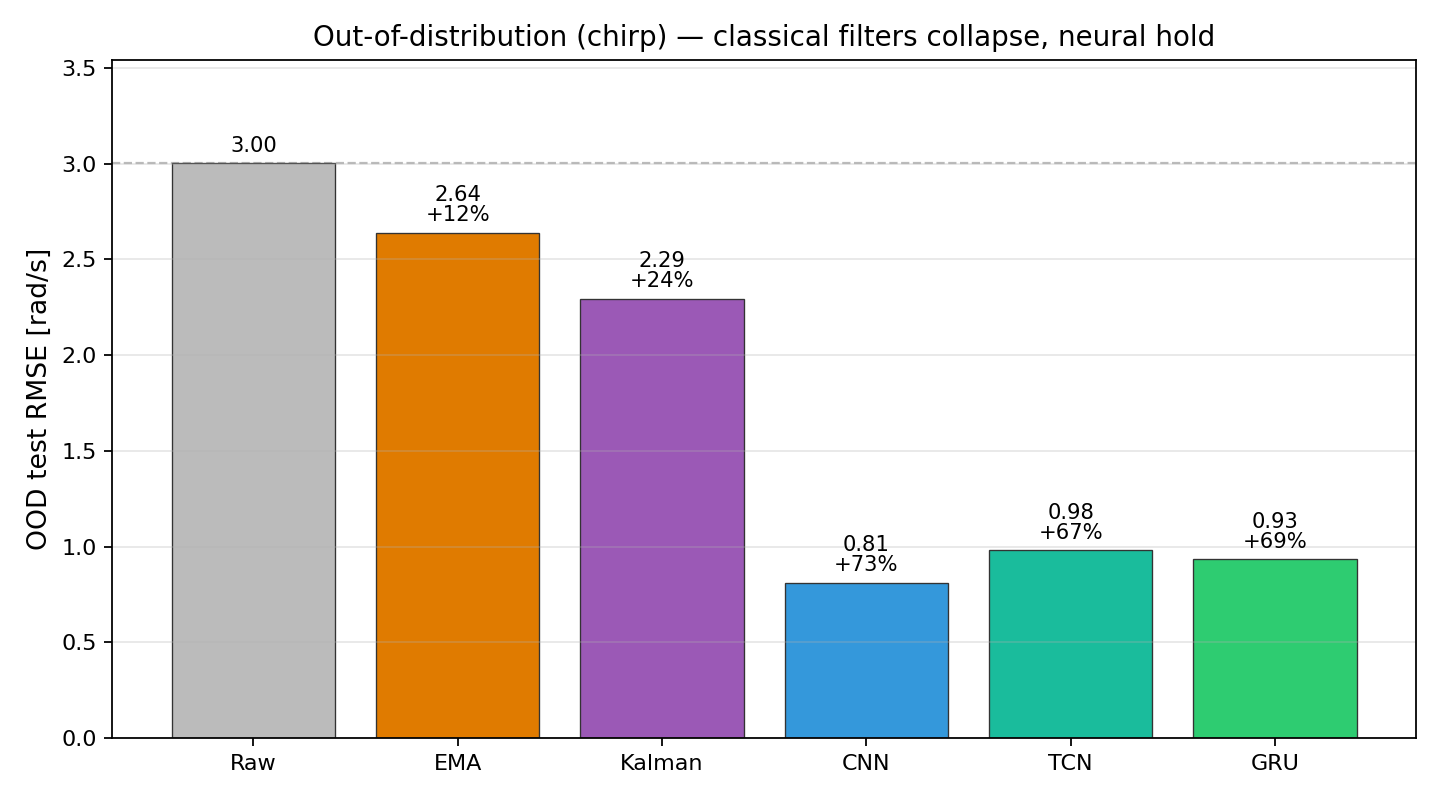 Out-of-distribution (chirp) — classical filters collapse, neural hold
OOD test RMSE [rad/s]
3.5
3.0
2.5
2.0
1.5
1.0
0.5
0.0
3.00
2.64
+12%
2.29
+24%
0.81
+73%
0.98
+67%
0.93
+69%
Raw
EMA
Kalman
CNN
TCN
GRU